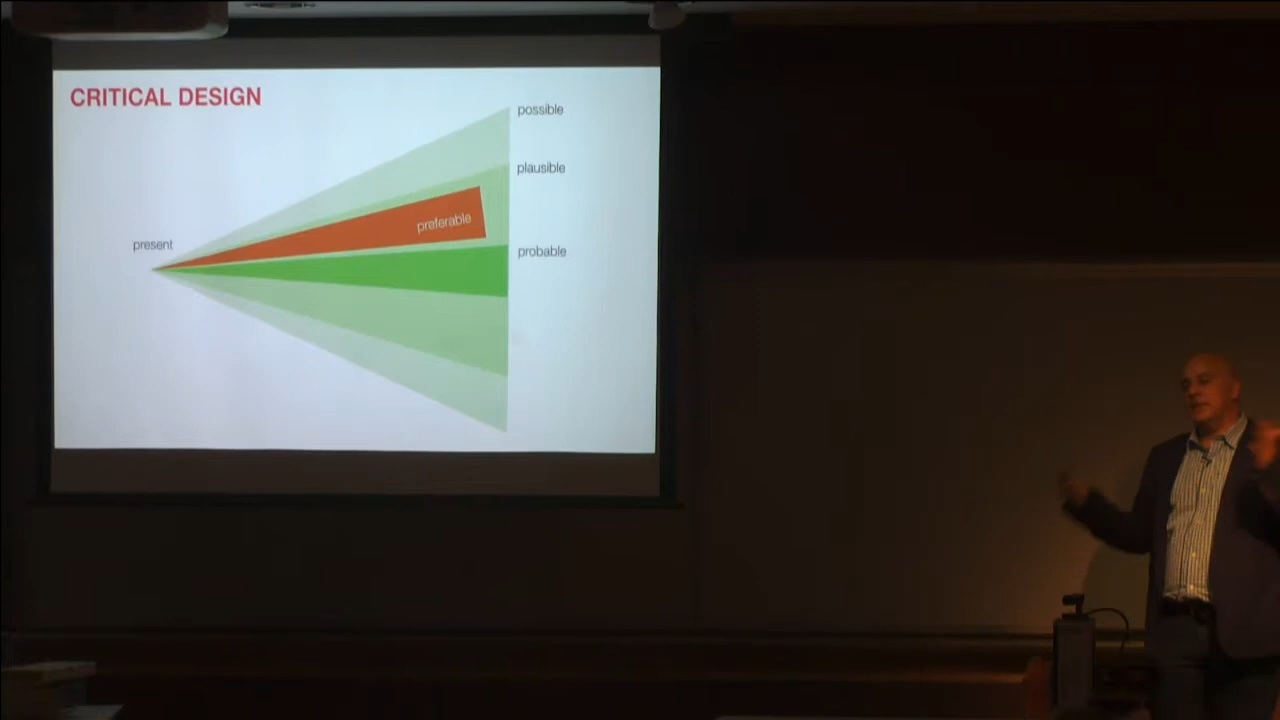 CRITICAL DESIGN
possible
plausible
preferable
present
probable